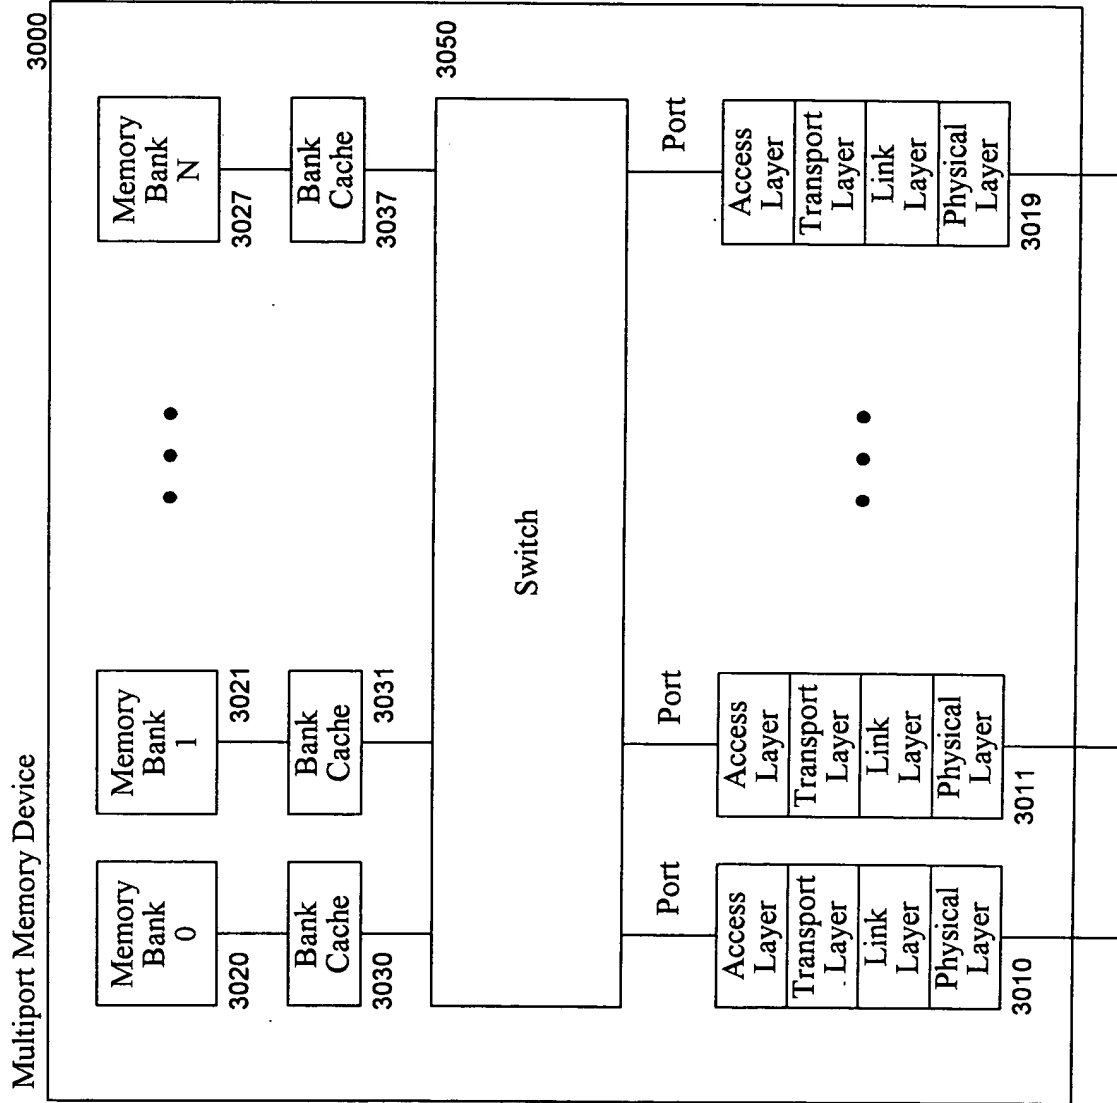 Multiport Memory Device
3000
Memory
Bank
0
3020
Memory
Bank
1
3021
Memory
Bank
N
3027
Bank
Cache
3030
Bank
Cache
3031
Bank
Cache
3037
3050
Switch
Port
Port
Port
Access
Layer
Transport
Layer
Link
Layer
Physical
Layer
3010
Access
Layer
Transport
Layer
Link
Layer
Physical
Layer
3011
Access
Layer
Transport
Layer
Link
Layer
Physical
Layer
3019